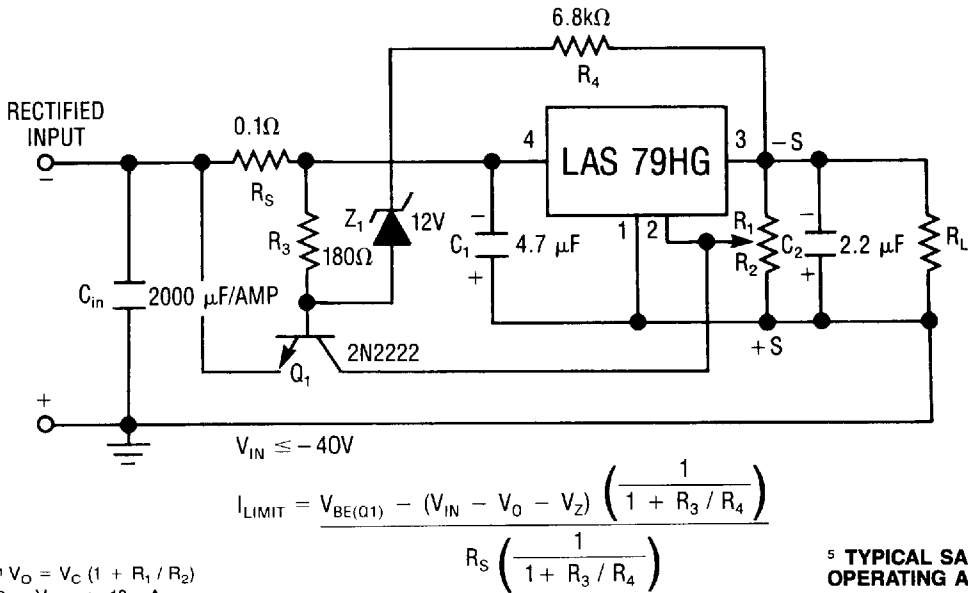 6.8kΩ
R4
RECTIFIED
INPUT
−
0.1Ω
RS
4
LAS 79HG
3
−S
1
2
Z1
12V
R3
180Ω
C1
−
4.7 µF
+
R1
R2
C2
−
2.2 µF
+
RL
Cin
2000 µF/AMP
2N2222
Q1
+S
+
VIN ≤ −40V
ILIMIT = VBE(Q1) − (VIN − VO − VZ) (1 / (1 + R3 / R4))
RS (1 / (1 + R3 / R4))
VO = VC (1 + R1 / R2)
5 TYPICAL SA
OPERATING A